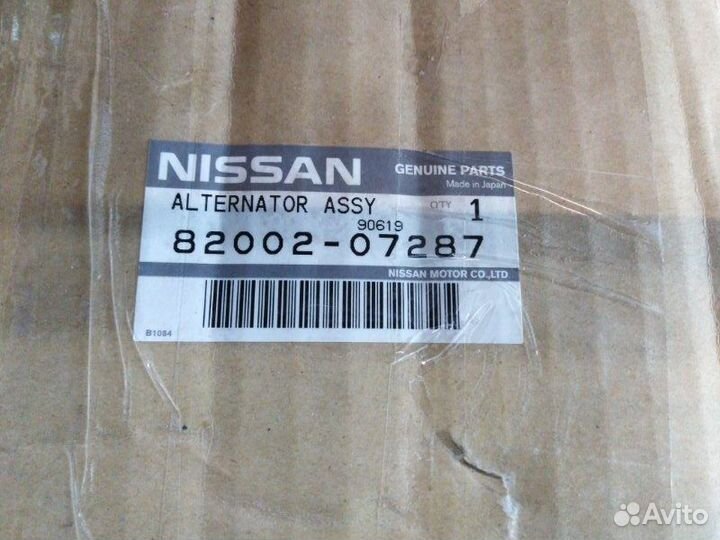 NISSAN
GENUINE PARTS
Made in Japan
ALTERNATOR ASSY
QTY 1
90619
82002-07287
NISSAN MOTOR CO.,LTD
B1084
Avito